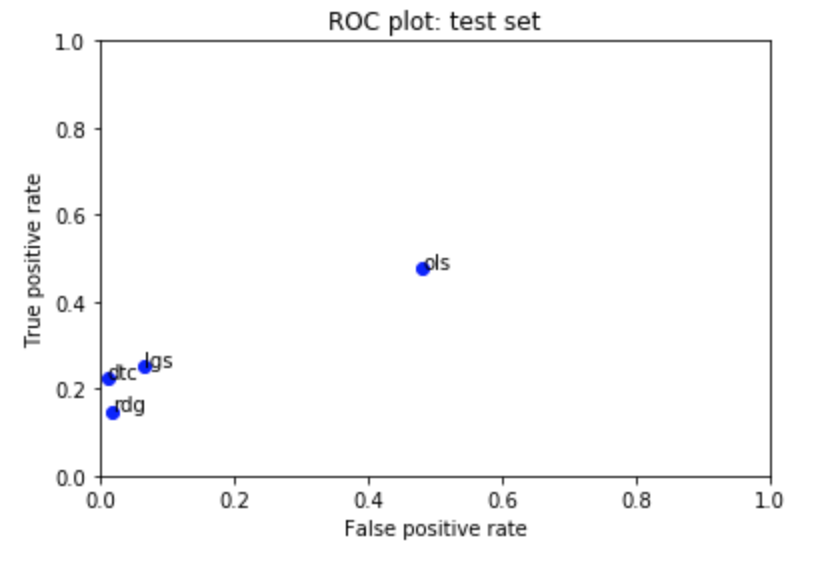 ROC plot: test set
1.0
0.8
0.6
0.4
0.2
0.0
True positive rate
ols
lgs
dtc
rdg
0.0 0.2 0.4 0.6 0.8 1.0
False positive rate